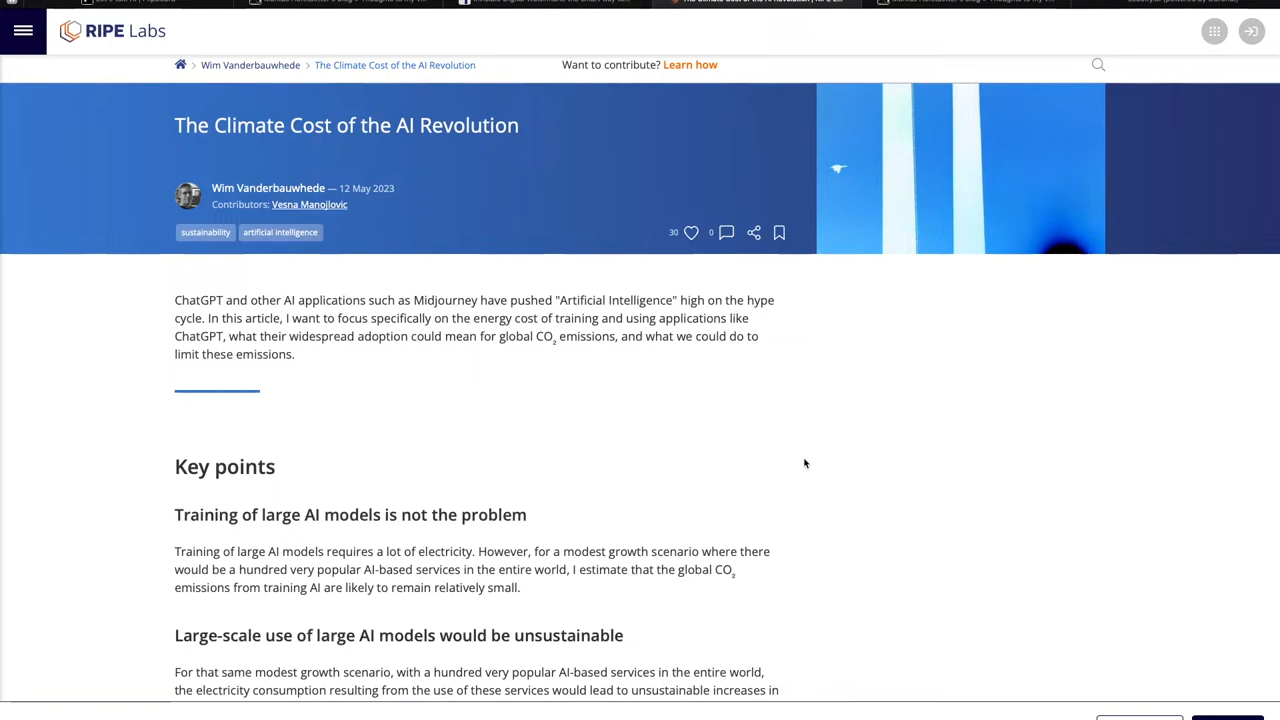 RIPE Labs
Wim Vanderbauwhede > The Climate Cost of the AI Revolution
Want to contribute? Learn how
The Climate Cost of the AI Revolution
Wim Vanderbauwhede — 12 May 2023
Contributors: Vesna Manojlovic
sustainability artificial intelligence
30 0
ChatGPT and other AI applications such as Midjourney have pushed "Artificial Intelligence" high on the hype
cycle. In this article, I want to focus specifically on the energy cost of training and using applications like
ChatGPT, what their widespread adoption could mean for global CO₂ emissions, and what we could do to
limit these emissions.
Key points
Training of large AI models is not the problem
Training of large AI models requires a lot of electricity. However, for a modest growth scenario where there
would be a hundred very popular AI-based services in the entire world, I estimate that the global CO₂
emissions from training AI are likely to remain relatively small.
Large-scale use of large AI models would be unsustainable
For that same modest growth scenario, with a hundred very popular AI-based services in the entire world,
the electricity consumption resulting from the use of these services would lead to unsustainable increases in